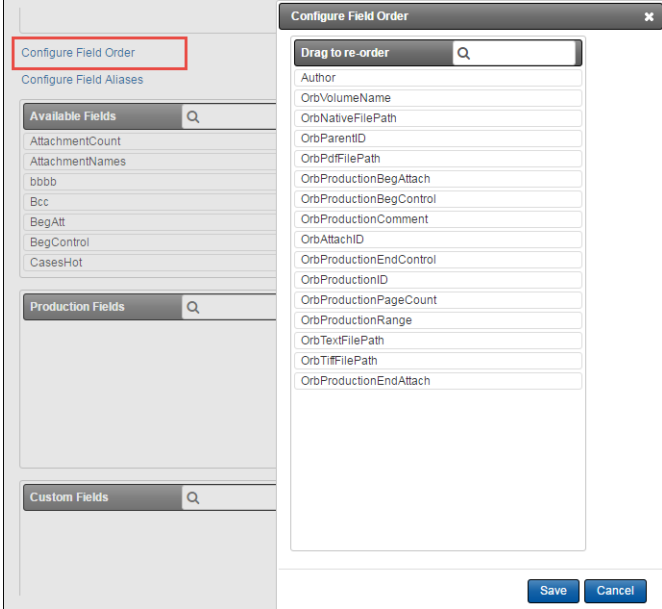 Configure Field Order
Configure Field Aliases
Available Fields
AttachmentCount
AttachmentNames
bbbb
Bcc
BegAtt
BegControl
CasesHot
Production Fields
Custom Fields
Configure Field Order
Drag to re-order
Author
OrbVolumeName
OrbNativeFilePath
OrbParentID
OrbPdfFilePath
OrbProductionBegAttach
OrbProductionBegControl
OrbProductionComment
OrbAttachID
OrbProductionEndControl
OrbProductionID
OrbProductionPageCount
OrbProductionRange
OrbTextFilePath
OrbTiffFilePath
OrbProductionEndAttach
Save
Cancel